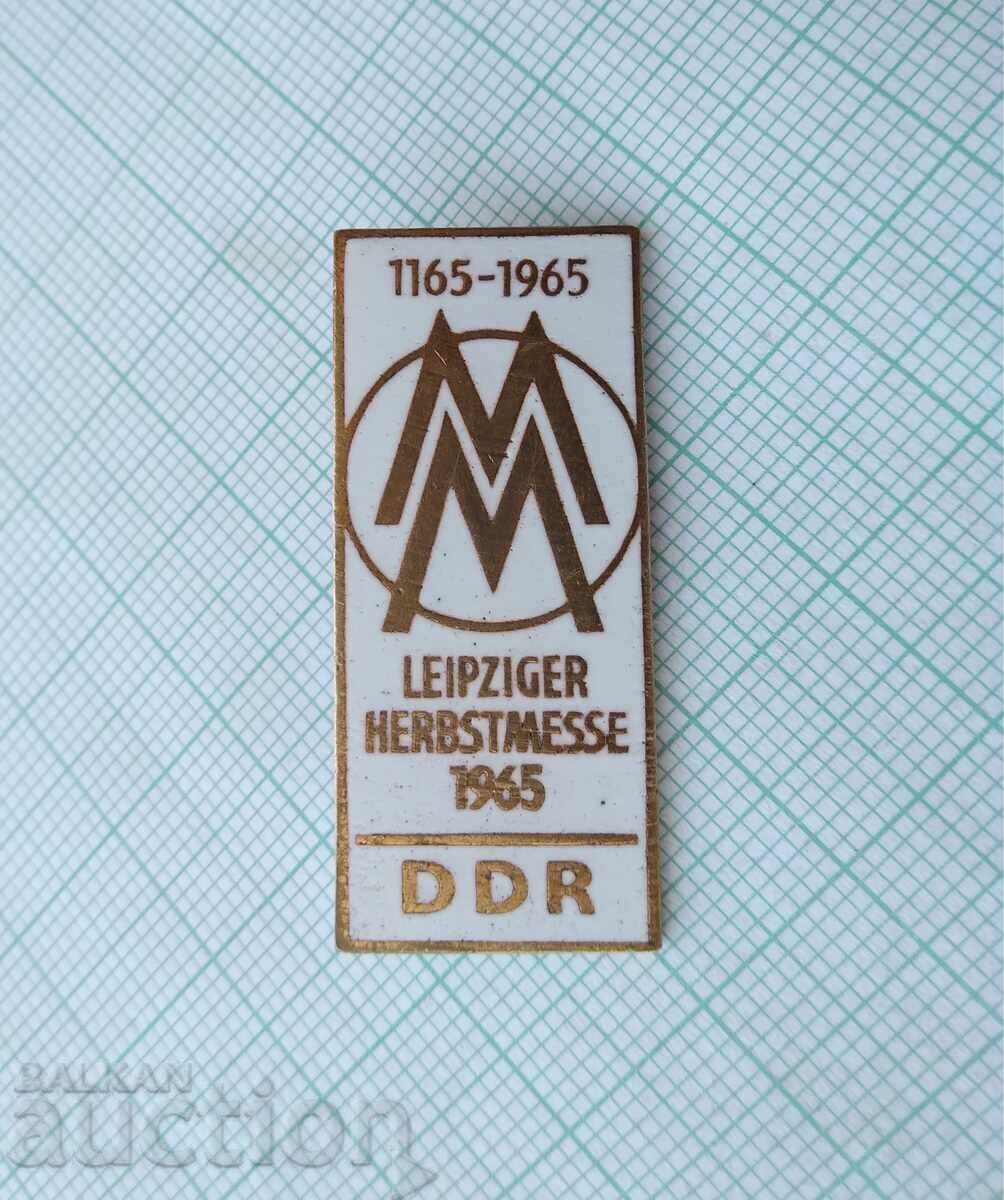 1165-1965
MM
LEIPZIGER
HERBSTMESSE
1965
DDR
BALKAN
auction